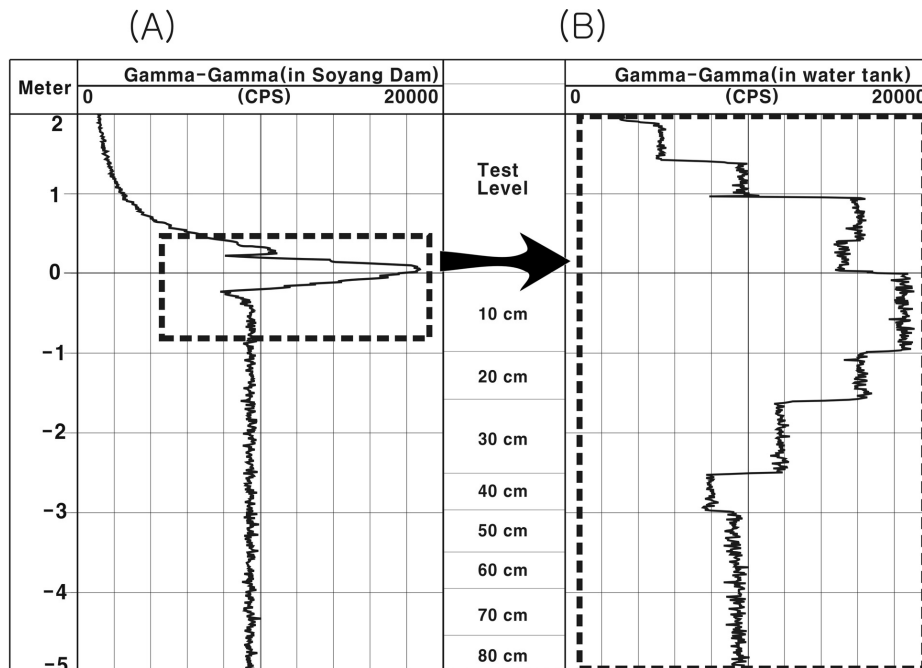 (A) (B)
Meter Gamma-Gamma(in Soyang Dam) Gamma-Gamma(in water tank)
0 (CPS) 20000 0 (CPS) 20000
2
1
0
-1
-2
-3
-4
-5
Test
Level
10 cm
20 cm
30 cm
40 cm
50 cm
60 cm
70 cm
80 cm